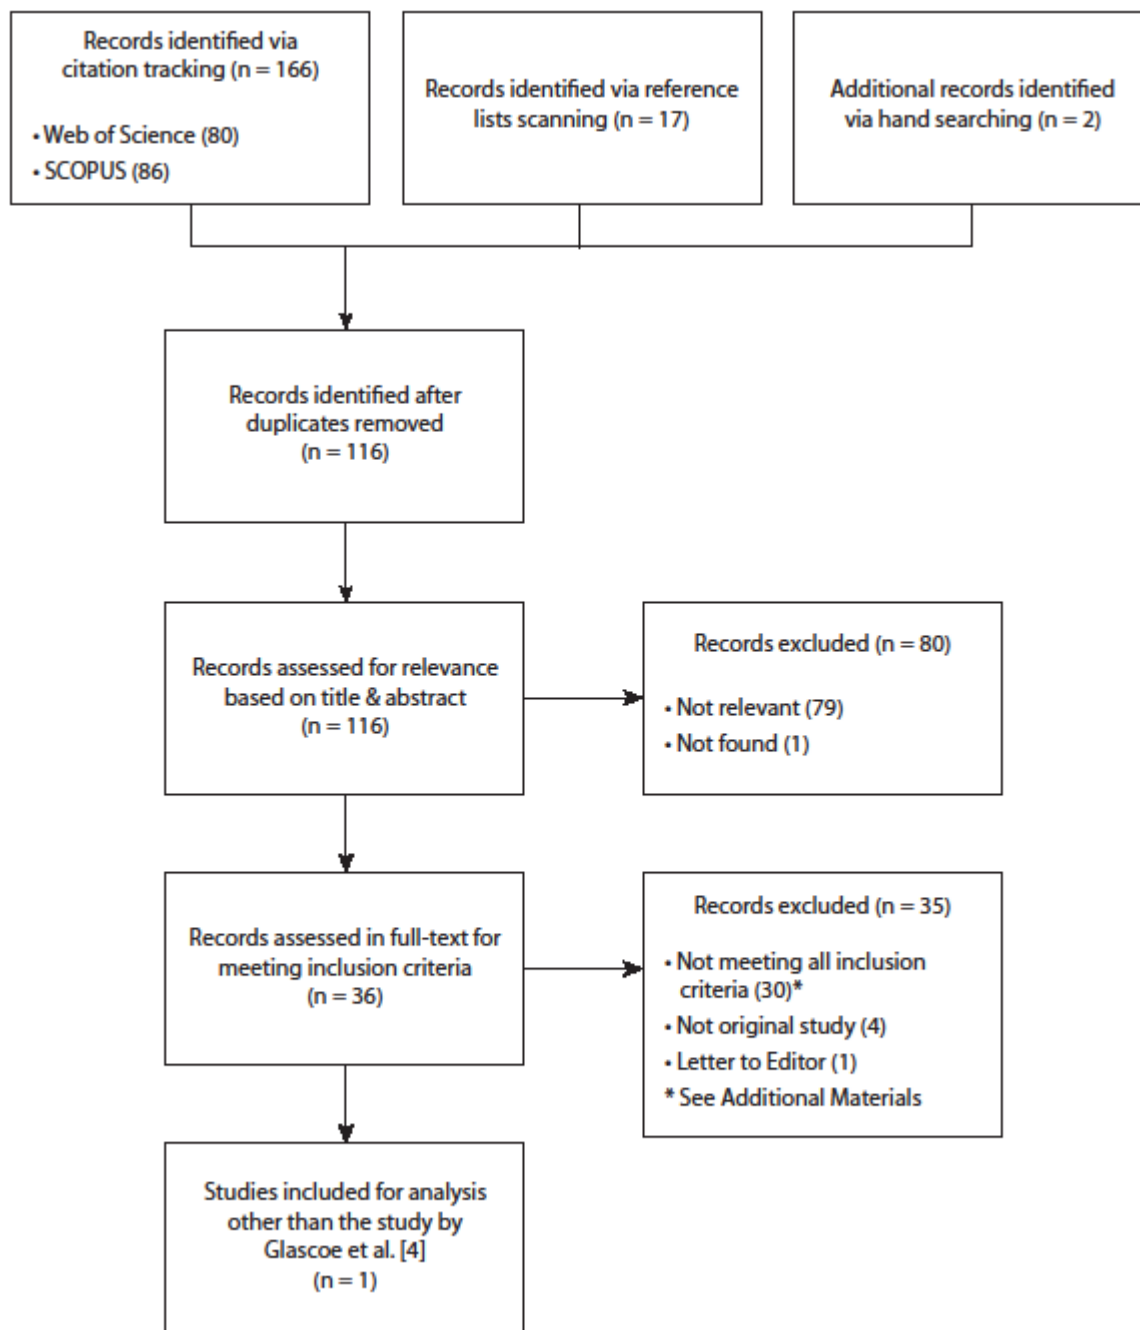 Records identified via
citation tracking (n = 166)
• Web of Science (80)
• SCOPUS (86)
Records identified via reference
lists scanning (n = 17)
Additional records identified
via hand searching (n = 2)
Records identified after
duplicates removed
(n = 116)
Records assessed for relevance
based on title & abstract
(n = 116)
Records excluded (n = 80)
• Not relevant (79)
• Not found (1)
Records assessed in full-text for
meeting inclusion criteria
(n = 36)
Records excluded (n = 35)
• Not meeting all inclusion
criteria (30)*
• Not original study (4)
• Letter to Editor (1)
* See Additional Materials
Studies included for analysis
other than the study by
Glascoe et al. [4]
(n = 1)